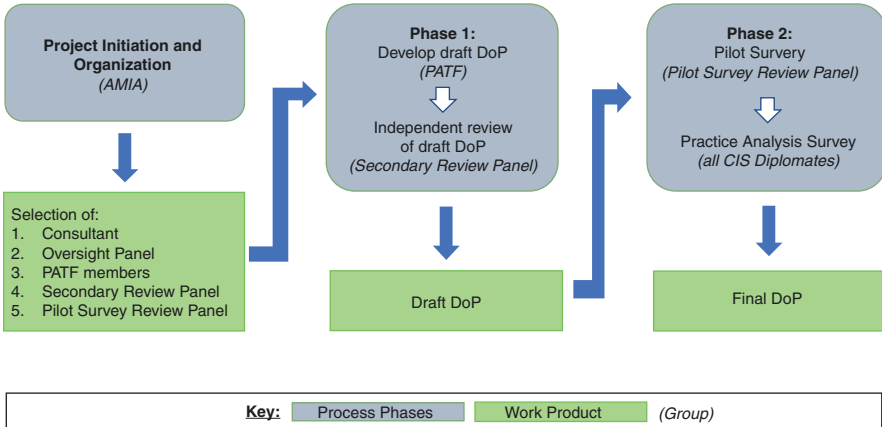 Project Initiation and
Organization
(AMIA)
Selection of:
1. Consultant
2. Oversight Panel
3. PATF members
4. Secondary Review Panel
5. Pilot Survey Review Panel
Phase 1:
Develop draft DoP
(PATF)
Independent review
of draft DoP
(Secondary Review Panel)
Draft DoP
Phase 2:
Pilot Survery
(Pilot Survey Review Panel)
Practice Analysis Survey
(all CIS Diplomates)
Final DoP
Key: Process Phases Work Product (Group)